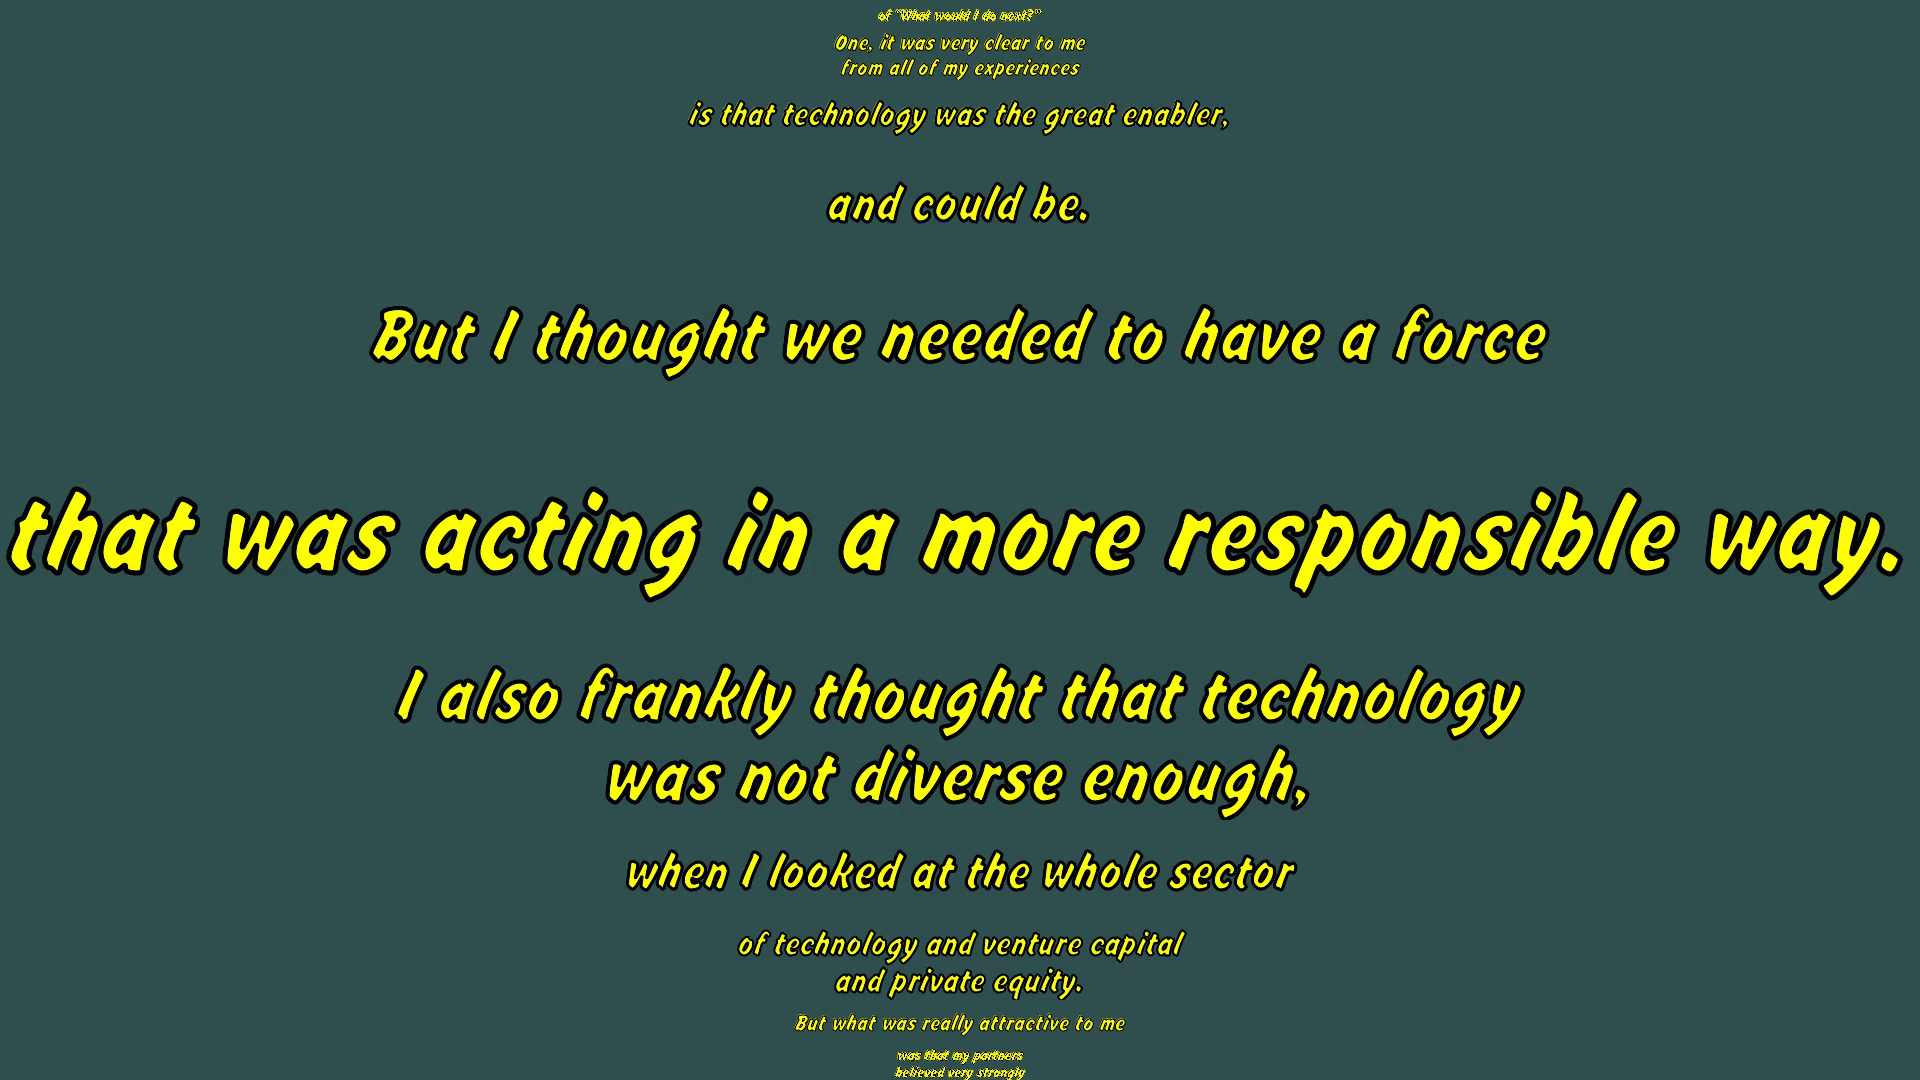 of "What would I do next?"
One, it was very clear to me
from all of my experiences
is that technology was the great enabler,
and could be.
But I thought we needed to have a force
that was acting in a more responsible way.
I also frankly thought that technology
was not diverse enough,
when I looked at the whole sector
of technology and venture capital
and private equity.
But what was really attractive to me
was that my partners
believed very strongly